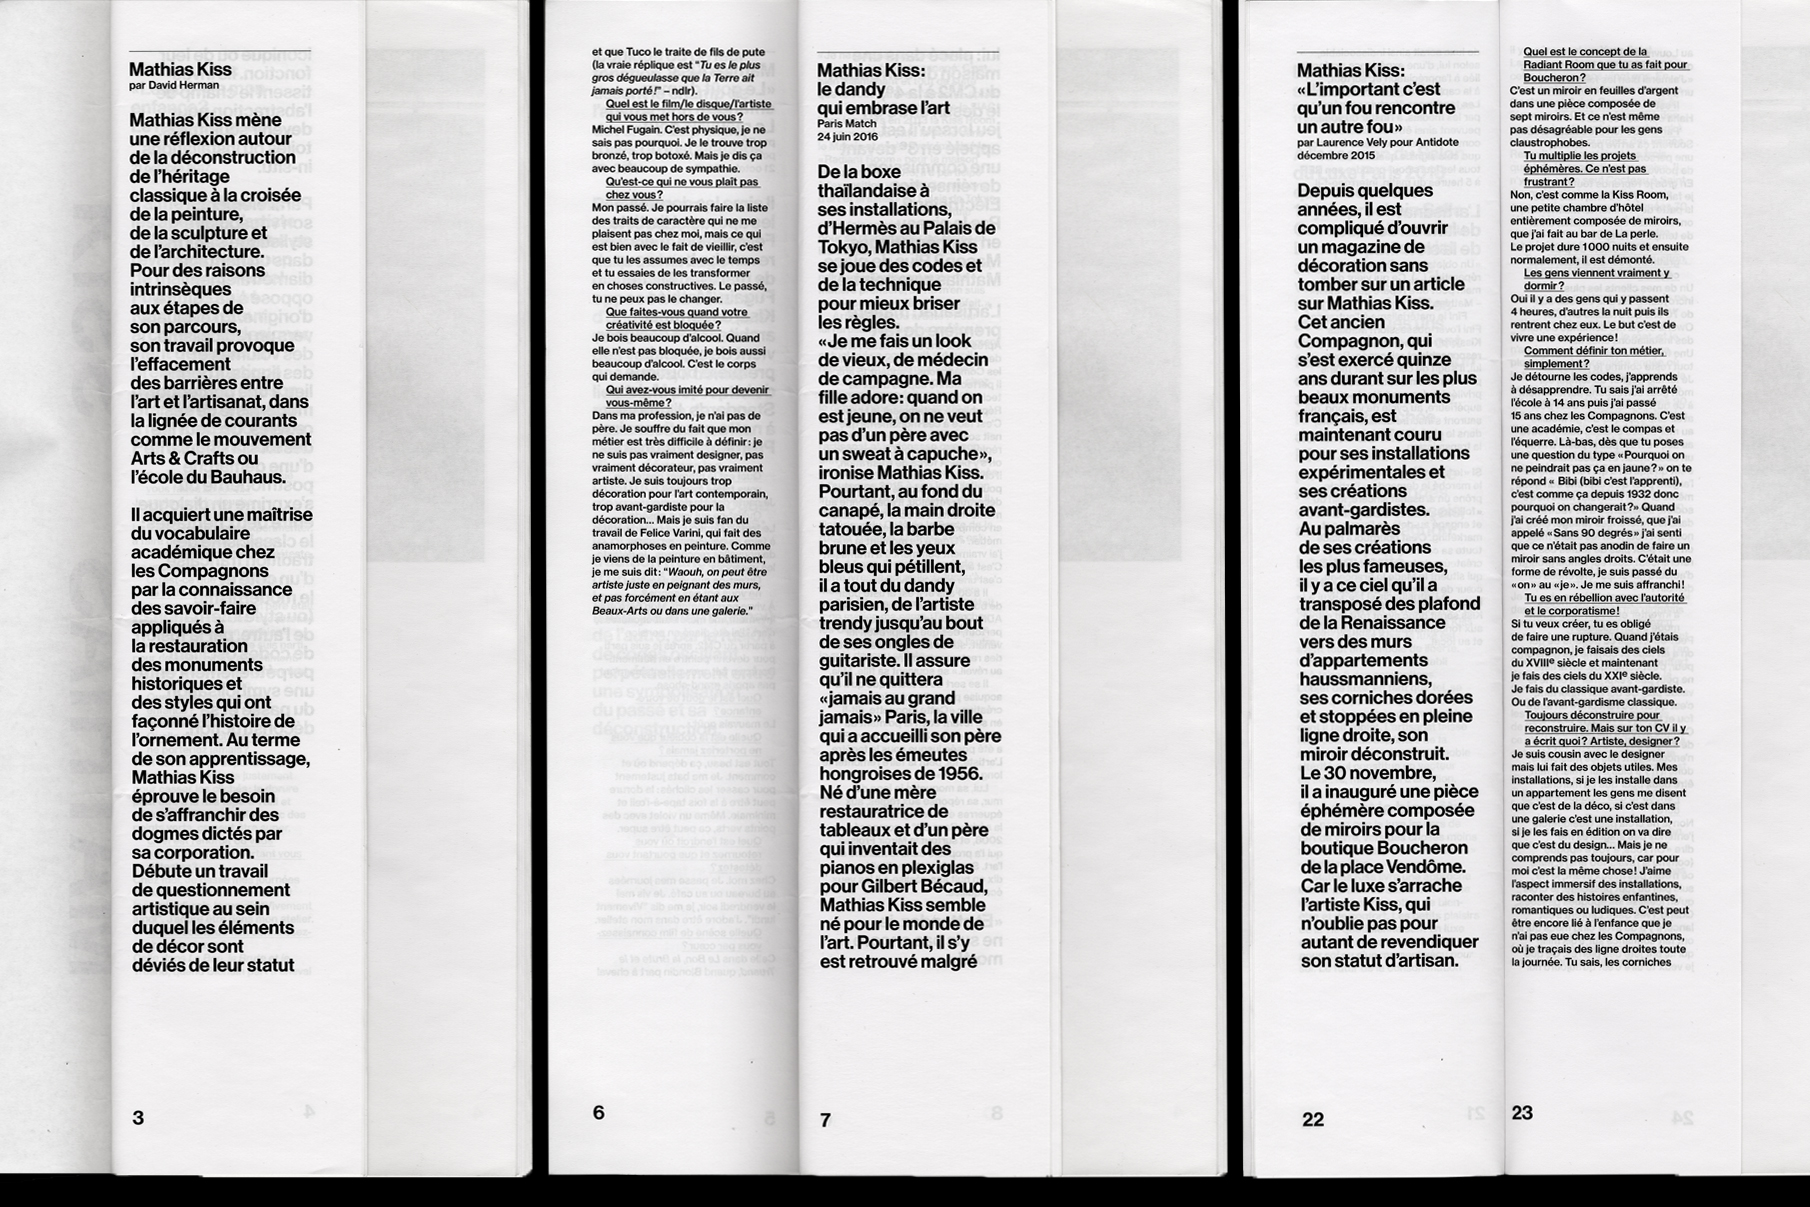 Mathias Kiss
par David Herman
Mathias Kiss mène
une réflexion autour
de la déconstruction
de l’héritage
classique à la croisée
de la peinture,
de la sculpture et
de l’architecture.
Pour des raisons
intrinsèques
aux étapes de
son parcours,
son travail provoque
l’effacement
des barrières entre
l’art et l’artisanat, dans
la lignée de courants
comme le mouvement
Arts & Crafts ou
l’école du Bauhaus.
Il acquiert une maîtrise
du vocabulaire
académique chez
les Compagnons
par la connaissance
des savoir-faire
appliqués à
la restauration
des monuments
historiques et
des styles qui ont
façonné l’histoire de
l’ornement. Au terme
de son apprentissage,
Mathias Kiss
éprouve le besoin
de s’affranchir des
dogmes dictés par
sa corporation.
Débute un travail
de questionnement
artistique au sein
duquel les éléments
de décor sont
déviés de leur statut
3
et que Tuco le traite de fils de pute
(la vraie réplique est "Tu es le plus
gros dégueulasse que la Terre ait
jamais porté!" – ndlr).
Quel est le film/le disque/l’artiste
qui vous met hors de vous?
Michel Fugain. C’est physique, je ne
sais pas pourquoi. Je le trouve trop
bronzé, trop botoxé. Mais je dis ça
avec beaucoup de sympathie.
Qu’est-ce qui ne vous plaît pas
chez vous?
Mon passé. Je pourrais faire la liste
des traits de caractère qui ne me
plaisent pas chez moi, mais ce qui
est bien avec le fait de vieillir, c’est
que tu les assumes avec le temps
et tu essaies de les transformer
en choses constructives. Le passé,
tu ne peux pas le changer.
Que faites-vous quand votre
créativité est bloquée?
Je bois beaucoup d’alcool. Quand
elle n’est pas bloquée, je bois aussi
beaucoup d’alcool. C’est le corps
qui demande.
Qui avez-vous imité pour devenir
vous-même?
Dans ma profession, je n’ai pas de
père. Je souffre du fait que mon
métier est très difficile à définir: je
ne suis pas vraiment designer, pas
vraiment décorateur, pas vraiment
artiste. Je suis toujours trop
décoration pour l’art contemporain,
trop avant-gardiste pour la
décoration... Mais je suis fan du
travail de Felice Varini, qui fait des
anamorphoses en peinture. Comme
je viens de la peinture en bâtiment,
je me suis dit: "Waouh, on peut être
artiste juste en peignant des murs,
et pas forcément en étant aux
Beaux-Arts ou dans une galerie."
6
Mathias Kiss:
le dandy
qui embrase l’art
Paris Match
24 juin 2016
De la boxe
thaïlandaise à
ses installations,
d’Hermès au Palais de
Tokyo, Mathias Kiss
se joue des codes et
de la technique
pour mieux briser
les règles.
«Je me fais un look
de vieux, de médecin
de campagne. Ma
fille adore: quand on
est jeune, on ne veut
pas d’un père avec
un sweat à capuche»,
ironise Mathias Kiss.
Pourtant, au fond du
canapé, la main droite
tatouée, la barbe
brune et les yeux
bleus qui pétillent,
il a tout du dandy
parisien, de l’artiste
trendy jusqu’au bout
de ses ongles de
guitariste. Il assure
qu’il ne quittera
«jamais au grand
jamais» Paris, la ville
qui a accueilli son père
après les émeutes
hongroises de 1956.
Né d’une mère
restauratrice de
tableaux et d’un père
qui inventait des
pianos en plexiglas
pour Gilbert Bécaud,
Mathias Kiss semble
né pour le monde de
l’art. Pourtant, il s’y
est retrouvé malgré
7
Mathias Kiss:
«L’important c’est
qu’un fou rencontre
un autre fou»
par Laurence Vely pour Antidote
décembre 2015
Depuis quelques
années, il est
compliqué d’ouvrir
un magazine de
décoration sans
tomber sur un article
sur Mathias Kiss.
Cet ancien
Compagnon, qui
s’est exercé quinze
ans durant sur les plus
beaux monuments
français, est
maintenant couru
pour ses installations
expérimentales et
ses créations
avant-gardistes.
Au palmarès
de ses créations
les plus fameuses,
il y a ce ciel qu’il a
transposé des plafond
de la Renaissance
vers des murs
d’appartements
haussmanniens,
ses corniches dorées
et stoppées en pleine
ligne droite, son
miroir déconstruit.
Le 30 novembre,
il a inauguré une pièce
éphémère composée
de miroirs pour la
boutique Boucheron
de la place Vendôme.
Car le luxe s’arrache
l’artiste Kiss, qui
n’oublie pas pour
autant de revendiquer
son statut d’artisan.
22
Quel est le concept de la
Radiant Room que tu as fait pour
Boucheron?
C’est un miroir en feuilles d’argent
dans une pièce composée de
sept miroirs. Et ce n’est même
pas désagréable pour les gens
claustrophobes.
Tu multiplie les projets
éphémères. Ce n’est pas
frustrant?
Non, c’est comme la Kiss Room,
une petite chambre d’hôtel
entièrement composée de miroirs,
que j’ai fait au bar de La perle.
Le projet dure 1000 nuits et ensuite
normalement, il est démonté.
Les gens viennent vraiment y
dormir?
Oui il y a des gens qui y passent
4 heures, d’autres la nuit puis ils
rentrent chez eux. Le but c’est de
vivre une expérience!
Comment définir ton métier,
simplement?
Je détourne les codes, j’apprends
à désapprendre. Tu sais j’ai arrêté
l’école à 14 ans puis j’ai passé
15 ans chez les Compagnons. C’est
une académie, c’est le compas et
l’équerre. Là-bas, dès que tu poses
une question du type «Pourquoi on
ne peindrait pas ça en jaune?» on te
répond « Bibi (bibi c’est l’apprenti),
c’est comme ça depuis 1932 donc
pourquoi on changerait?» Quand
j’ai créé mon miroir froissé, que j’ai
appelé «Sans 90 degrés» j’ai senti
que ce n’était pas anodin de faire un
miroir sans angles droits. C’était une
forme de révolte, je suis passé du
«on» au «je». Je me suis affranchi!
Tu es en rébellion avec l’autorité
et le corporatisme!
Si tu veux créer, tu es obligé
de faire une rupture. Quand j’étais
compagnon, je faisais des ciels
du XVIIIe siècle et maintenant
je fais des ciels du XXIe siècle.
Je fais du classique avant-gardiste.
Ou de l’avant-gardisme classique.
Toujours déconstruire pour
reconstruire. Mais sur ton CV il y
a écrit quoi? Artiste, designer?
Je suis cousin avec le designer
mais lui fait des objets utiles. Mes
installations, si je les installe dans
un appartement les gens me disent
que c’est de la déco, si c’est dans
une galerie c’est une installation,
si je les fais en édition on va dire
que c’est du design... Mais je ne
comprends pas toujours, car pour
moi c’est la même chose! J’aime
l’aspect immersif des installations,
raconter des histoires enfantines,
romantiques ou ludiques. C’est peut
être encore lié à l’enfance que je
n’ai pas eue chez les Compagnons,
où je traçais des ligne droites toute
la journée. Tu sais, les corniches
23